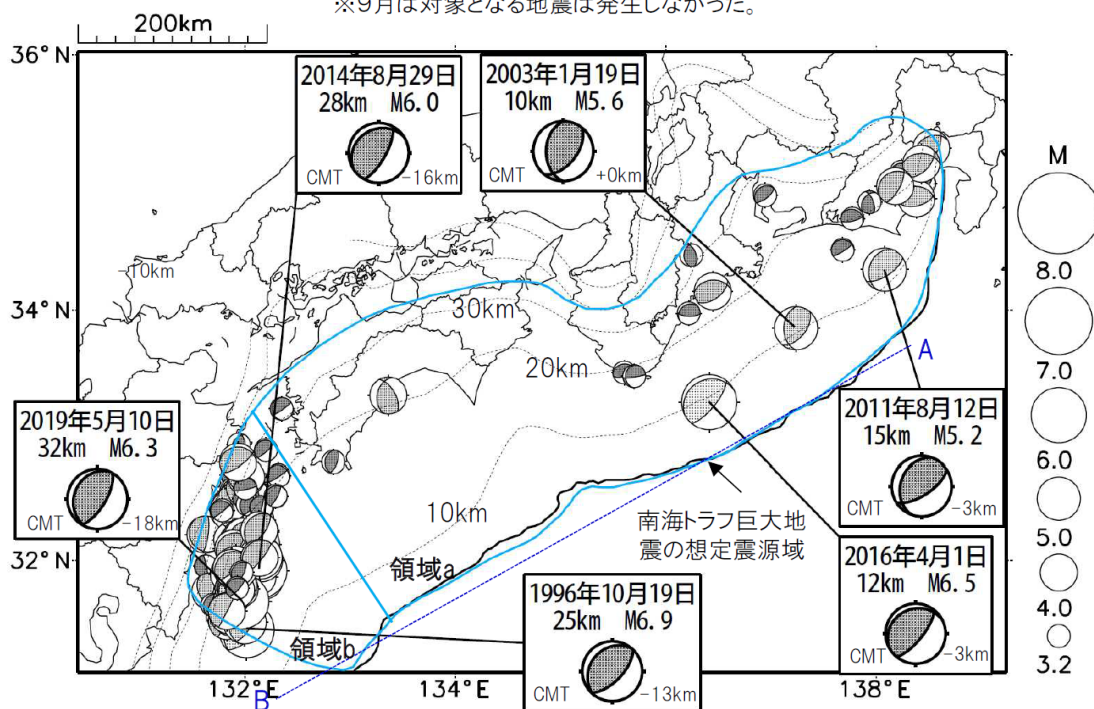 ※9月は対象となる地震は発生しなかった。
200km
36°N
34°N
32°N
132°E
134°E
138°E
2014年8月29日
28km M6.0
CMT
-16km
2003年1月19日
10km M5.6
CMT
+0km
2019年5月10日
32km M6.3
CMT
-18km
1996年10月19日
25km M6.9
CMT
-13km
2011年8月12日
15km M5.2
CMT
-3km
2016年4月1日
12km M6.5
CMT
-3km
-10km
30km
20km
10km
A
B
領域a
領域b
南海トラフ巨大地
震の想定震源域
M
8.0
7.0
6.0
5.0
4.0
3.2